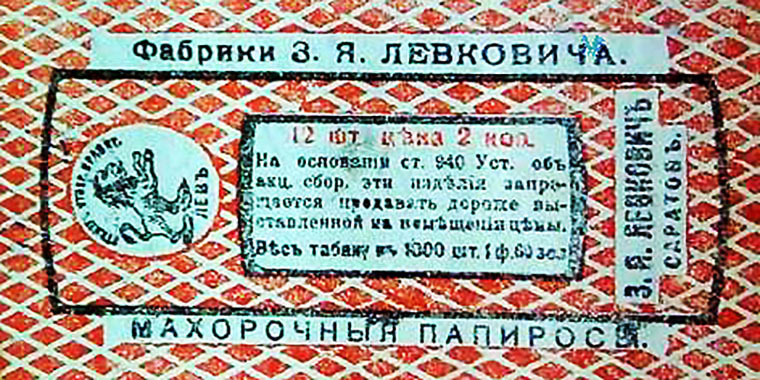 Фабрики З. Я. ЛЕВКОВИЧА.
12 шт. цѣна 2 коп.
На основаніи ст. 940 Уст. объ
акц. сбор. эти издѣлія запре-
щается продавать дороже вы-
ставленной на помѣщеніи цѣны.
Вѣсъ табаку въ 1000 шт. 1 ф. 60 зол
З. Я. ЛЕВКОВИЧЪ
САРАТОВЪ.
ЛЕВЪ
МАХОРОЧНЫЯ ПАПИРОСЫ.